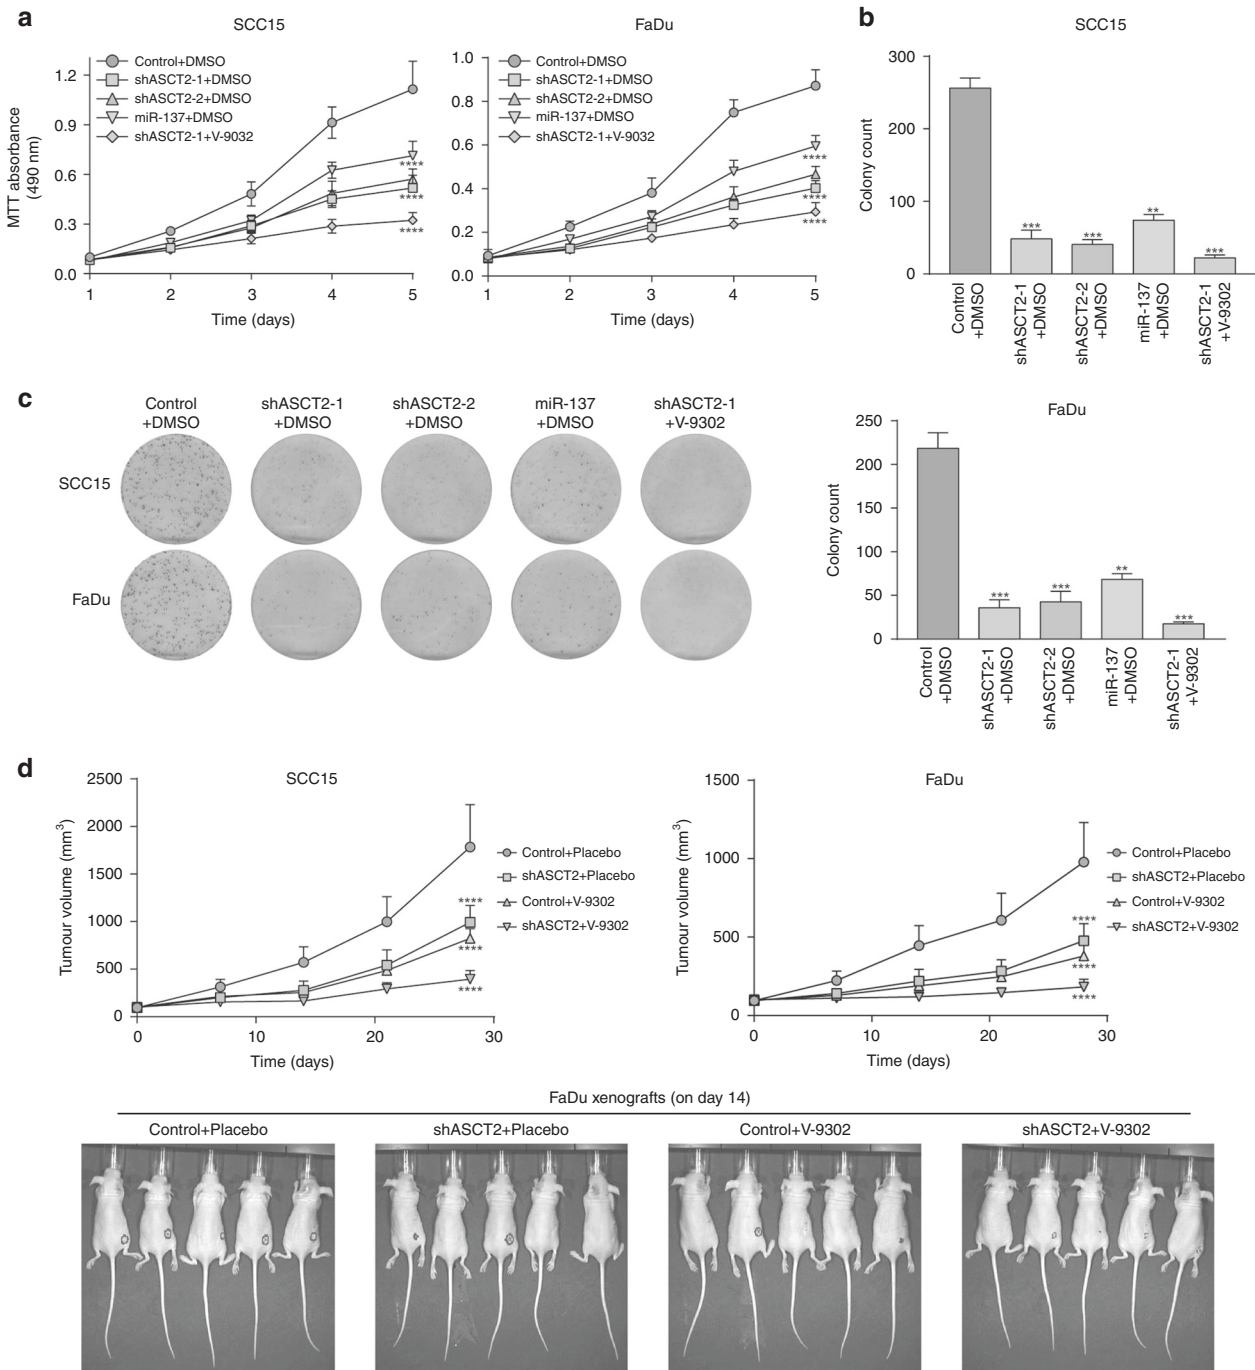 a
SCC15
FaDu
b
SCC15
MTT absorbance
(490 nm)
1.2
0.9
0.6
0.3
0.0
Control+DMSO
shASCT2-1+DMSO
shASCT2-2+DMSO
miR-137+DMSO
shASCT2-1+V-9032
****
****
****
1
2
3
4
5
Time (days)
1.0
0.8
0.6
0.4
0.2
0.0
Control+DMSO
shASCT2-1+DMSO
shASCT2-2+DMSO
miR-137+DMSO
shASCT2-1+V-9032
****
****
****
1
2
3
4
5
Time (days)
Colony count
300
200
100
0
***
***
**
***
Control
+DMSO
shASCT2-1
+DMSO
shASCT2-2
+DMSO
miR-137
+DMSO
shASCT2-1
+V-9302
c
Control
+DMSO
shASCT2-1
+DMSO
shASCT2-2
+DMSO
miR-137
+DMSO
shASCT2-1
+V-9302
SCC15
FaDu
FaDu
Colony count
250
200
150
100
50
0
***
***
**
***
Control
+DMSO
shASCT2-1
+DMSO
shASCT2-2
+DMSO
miR-137
+DMSO
shASCT2-1
+V-9302
d
SCC15
Tumour volume (mm³)
2500
2000
1500
1000
500
0
****
****
****
0
10
20
30
Time (days)
Control+Placebo
shASCT2+Placebo
Control+V-9302
shASCT2+V-9302
FaDu
Tumour volume (mm³)
1500
1000
500
0
****
****
****
0
10
20
30
Time (days)
Control+Placebo
shASCT2+Placebo
Control+V-9302
shASCT2+V-9302
FaDu xenografts (on day 14)
Control+Placebo
shASCT2+Placebo
Control+V-9302
shASCT2+V-9302